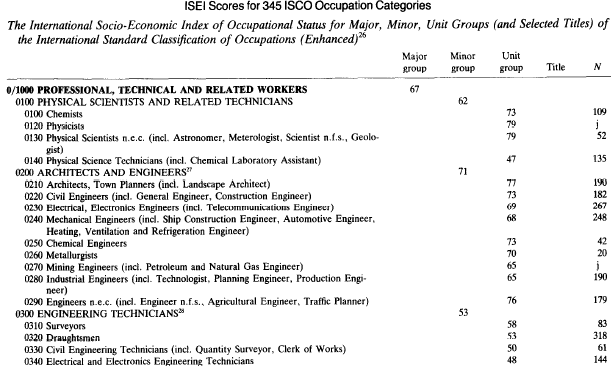 ISEI Scores for 345 ISCO Occupation Categories
The International Socio-Economic Index of Occupational Status for Major, Minor, Unit Groups (and Selected Titles) of
the International Standard Classification of Occupations (Enhanced)26
Major group Minor group Unit group Title N
0/1000 PROFESSIONAL, TECHNICAL AND RELATED WORKERS 67
0100 PHYSICAL SCIENTISTS AND RELATED TECHNICIANS 62
0100 Chemists 73 109
0120 Physicists 79 j
0130 Physical Scientists n.e.c. (incl. Astronomer, Meterologist, Scientist n.f.s., Geolo- 79 52
gist)
0140 Physical Science Technicians (incl. Chemical Laboratory Assistant) 47 135
0200 ARCHITECTS AND ENGINEERS27 71
0210 Architects, Town Planners (incl. Landscape Architect) 77 190
0220 Civil Engineers (incl. General Engineer, Construction Engineer) 73 182
0230 Electrical, Electronics Engineers (incl. Telecommunications Engineer) 69 267
0240 Mechanical Engineers (incl. Ship Construction Engineer, Automotive Engineer, 68 248
Heating, Ventilation and Refrigeration Engineer)
0250 Chemical Engineers 73 42
0260 Metallurgists 70 20
0270 Mining Engineers (incl. Petroleum and Natural Gas Engineer) 65 j
0280 Industrial Engineers (incl. Technologist, Planning Engineer, Production Engi- 65 190
neer)
0290 Engineers n.e.c. (incl. Engineer n.f.s., Agricultural Engineer, Traffic Planner) 76 179
0300 ENGINEERING TECHNICIANS28 53
0310 Surveyors 58 83
0320 Draughtsmen 53 318
0330 Civil Engineering Technicians (incl. Quantity Surveyor, Clerk of Works) 50 61
0340 Electrical and Electronics Engineering Technicians 48 144